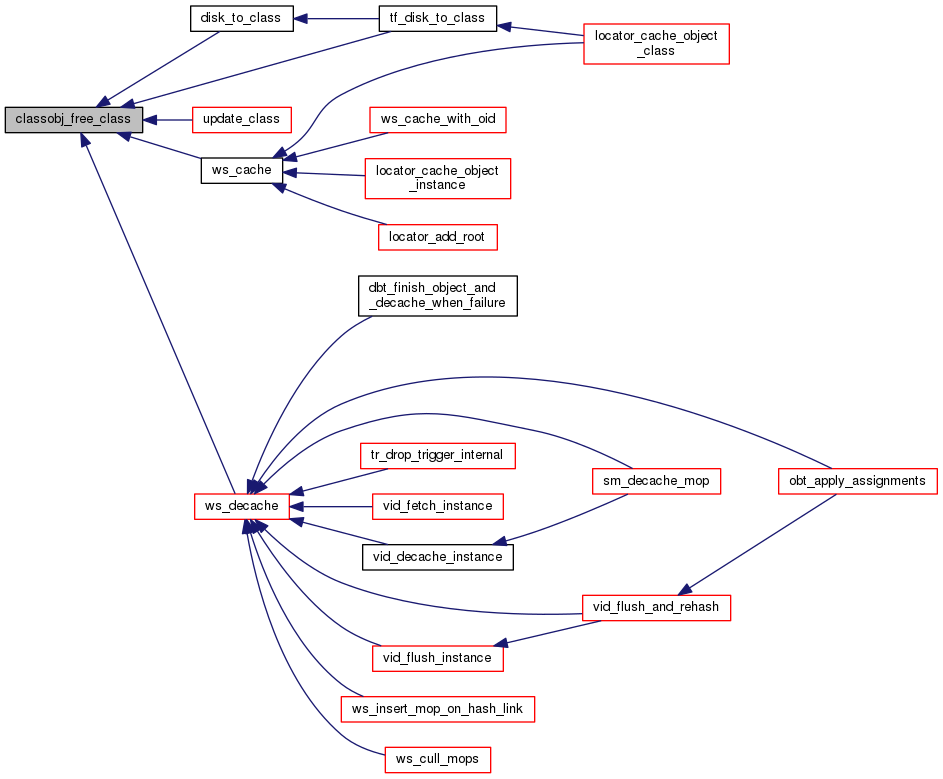 disk_to_class
tf_disk_to_class
locator_cache_object
_class
classobj_free_class
update_class
ws_cache_with_oid
ws_cache
locator_cache_object
_instance
locator_add_root
dbt_finish_object_and
_decache_when_failure
tr_drop_trigger_internal
ws_decache
vid_fetch_instance
sm_decache_mop
obt_apply_assignments
vid_decache_instance
vid_flush_and_rehash
vid_flush_instance
ws_insert_mop_on_hash_link
ws_cull_mops